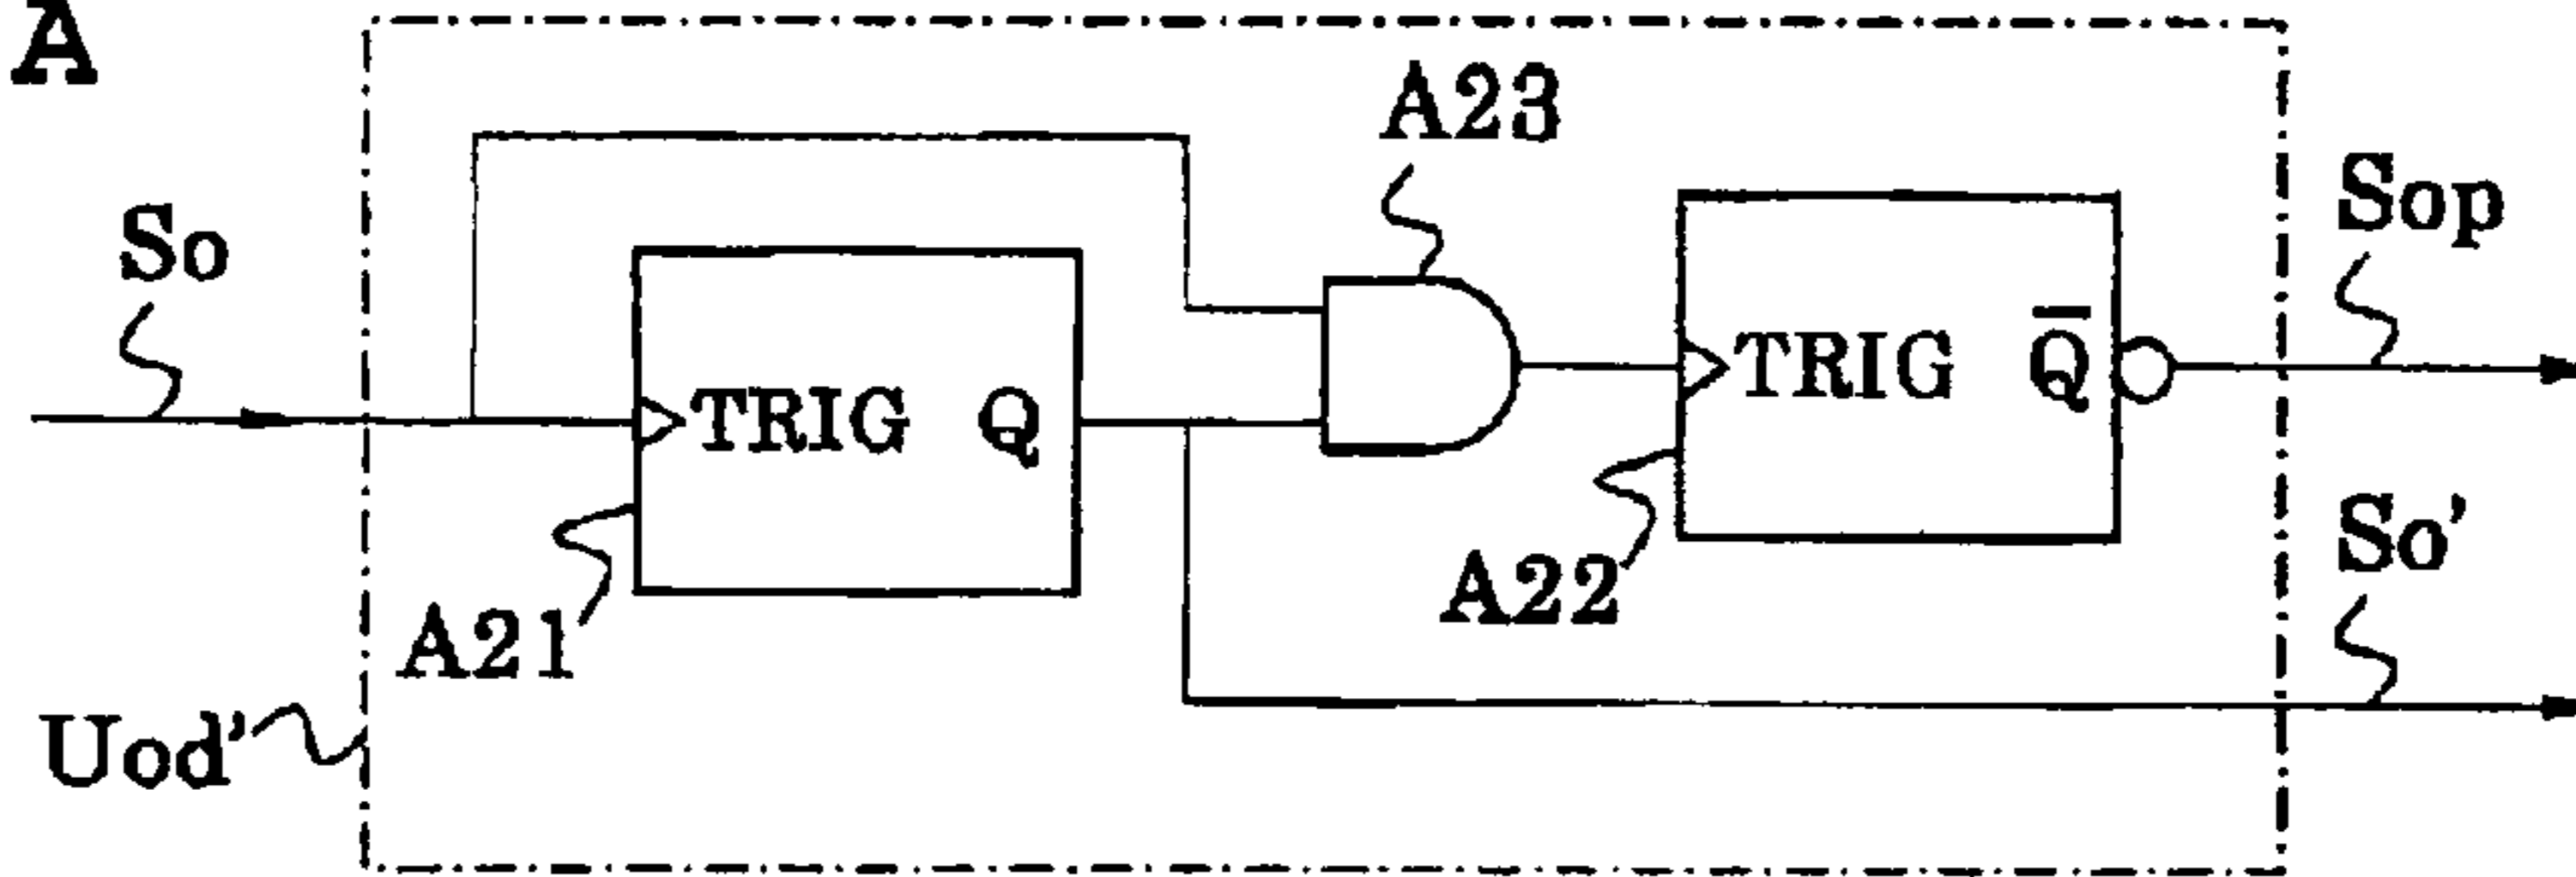 A
A23
So
Sop
TRIG Q
TRIG Q̅
So'
A21
A22
Uod'